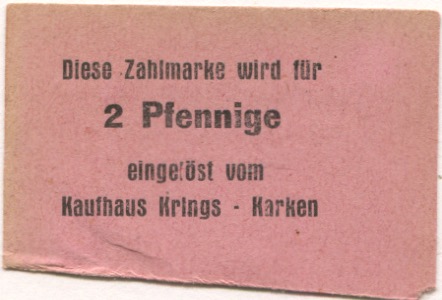 Diese Zahlmarke wird für
2 Pfennige
eingelöst vom
Kaufhaus Krings - Karken